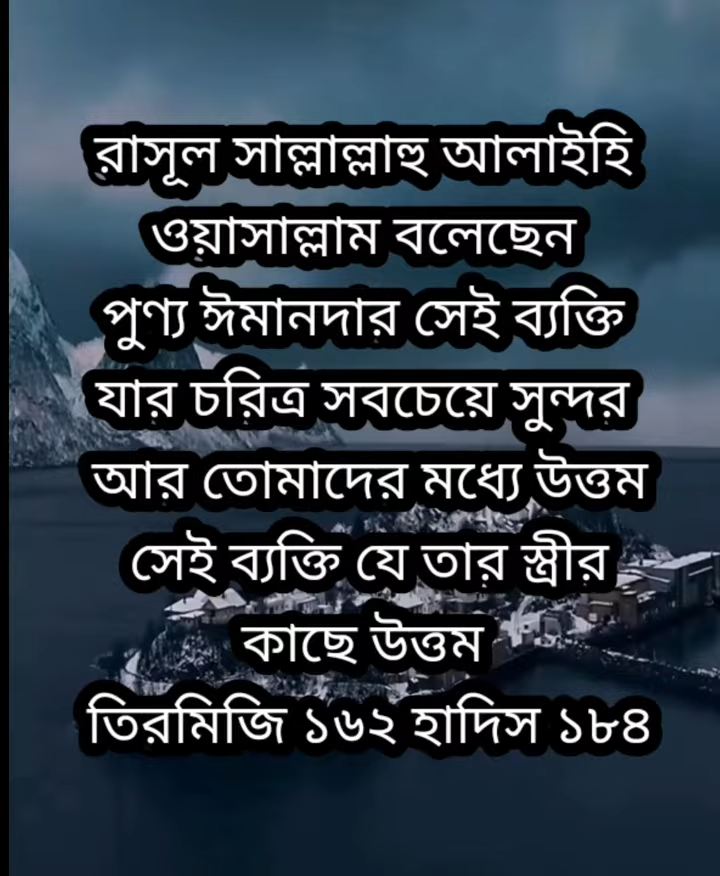 রাসূল সাল্লাল্লাহু আলাইহি
ওয়াসাল্লাম বলেছেন
পুণ্য ঈমানদার সেই ব্যক্তি
যার চরিত্র সবচেয়ে সুন্দর
আর তোমাদের মধ্যে উত্তম
সেই ব্যক্তি যে তার স্ত্রীর
কাছে উত্তম
তিরমিজি ১৬২ হাদিস ১৮৪